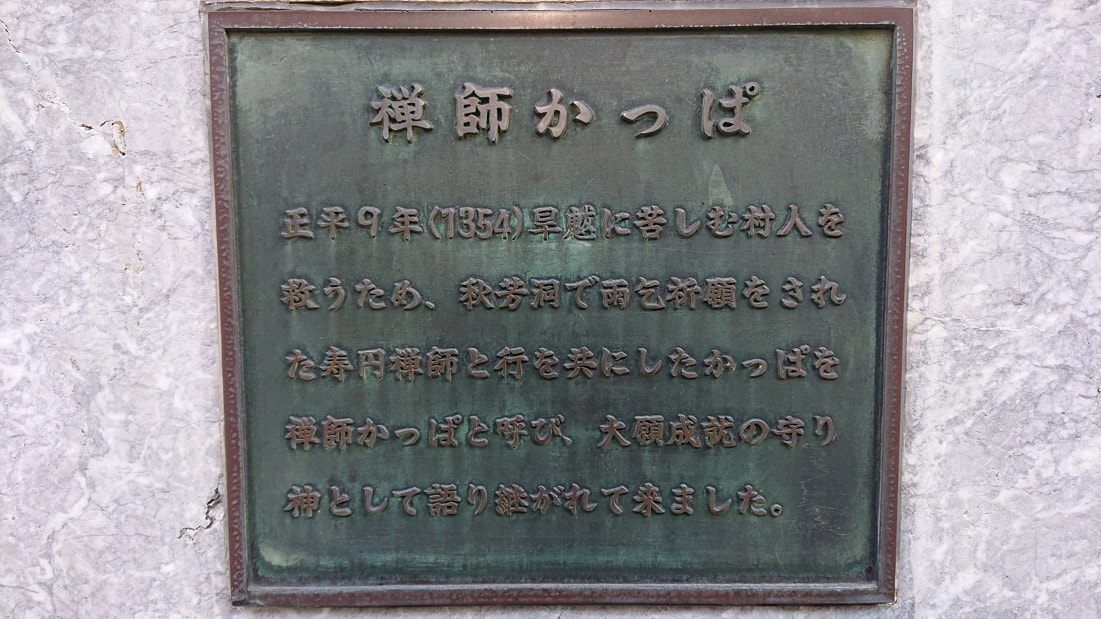 禅師かっぱ
正平9年(1354)旱越に苦しむ村人を
救うため、秋芳洞で雨乞祈願をされ
た寿円禅師と行を共にしたかっぱを
禅師かっぱと呼び、大願成就の守り
神として語り継がれて来ました。